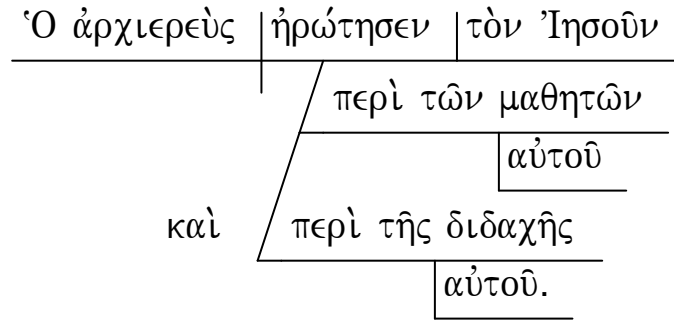 Ὁ ἀρχιερεὺς ἠρώτησεν τὸν Ἰησοῦν
περὶ τῶν μαθητῶν
αὐτοῦ
καὶ περὶ τῆς διδαχῆς
αὐτοῦ.